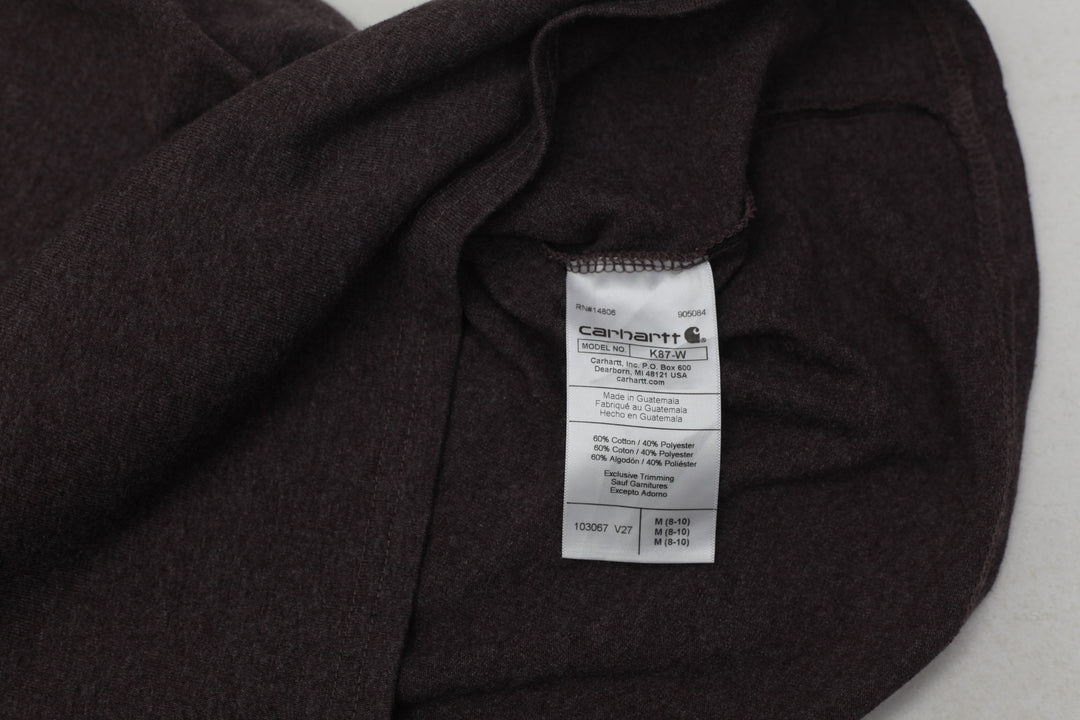 RN#14806 905084
carhartt
MODEL NO. K87-W
Carhartt, Inc. P.O. Box 600
Dearborn, MI 48121 USA
carhartt.com
Made in Guatemala
Fabriqué au Guatemala
Hecho en Guatemala
60% Cotton / 40% Polyester
60% Coton / 40% Polyester
60% Algodón / 40% Poliéster
Exclusive Trimming
Sauf Garnitures
Excepto Adorno
103067 V27
M (8-10)
M (8-10)
M (8-10)